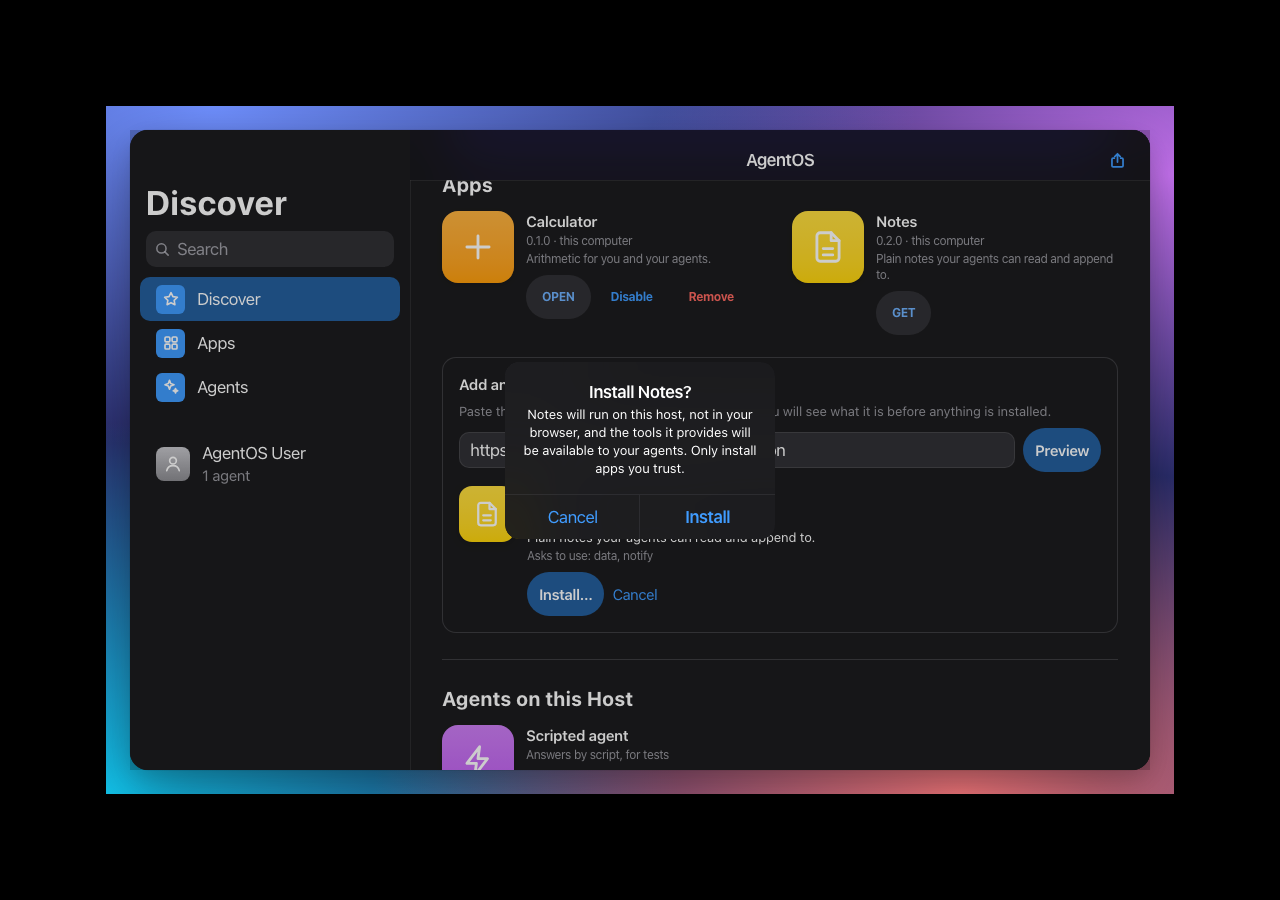 AgentOS
Discover
Search
Discover
Apps
Agents
AgentOS User
1 agent
Apps
Calculator
0.1.0 · this computer
Arithmetic for you and your agents.
OPEN
Disable
Remove
Notes
0.2.0 · this computer
Plain notes your agents can read and append
to.
GET
Add an
Paste th
u will see what it is before anything is installed.
https
on
Preview
Install Notes?
Notes will run on this host, not in your
browser, and the tools it provides will
be available to your agents. Only install
apps you trust.
Cancel
Install
Plain notes your agents can read and append to.
Asks to use: data, notify
Install...
Cancel
Agents on this Host
Scripted agent
Answers by script, for tests